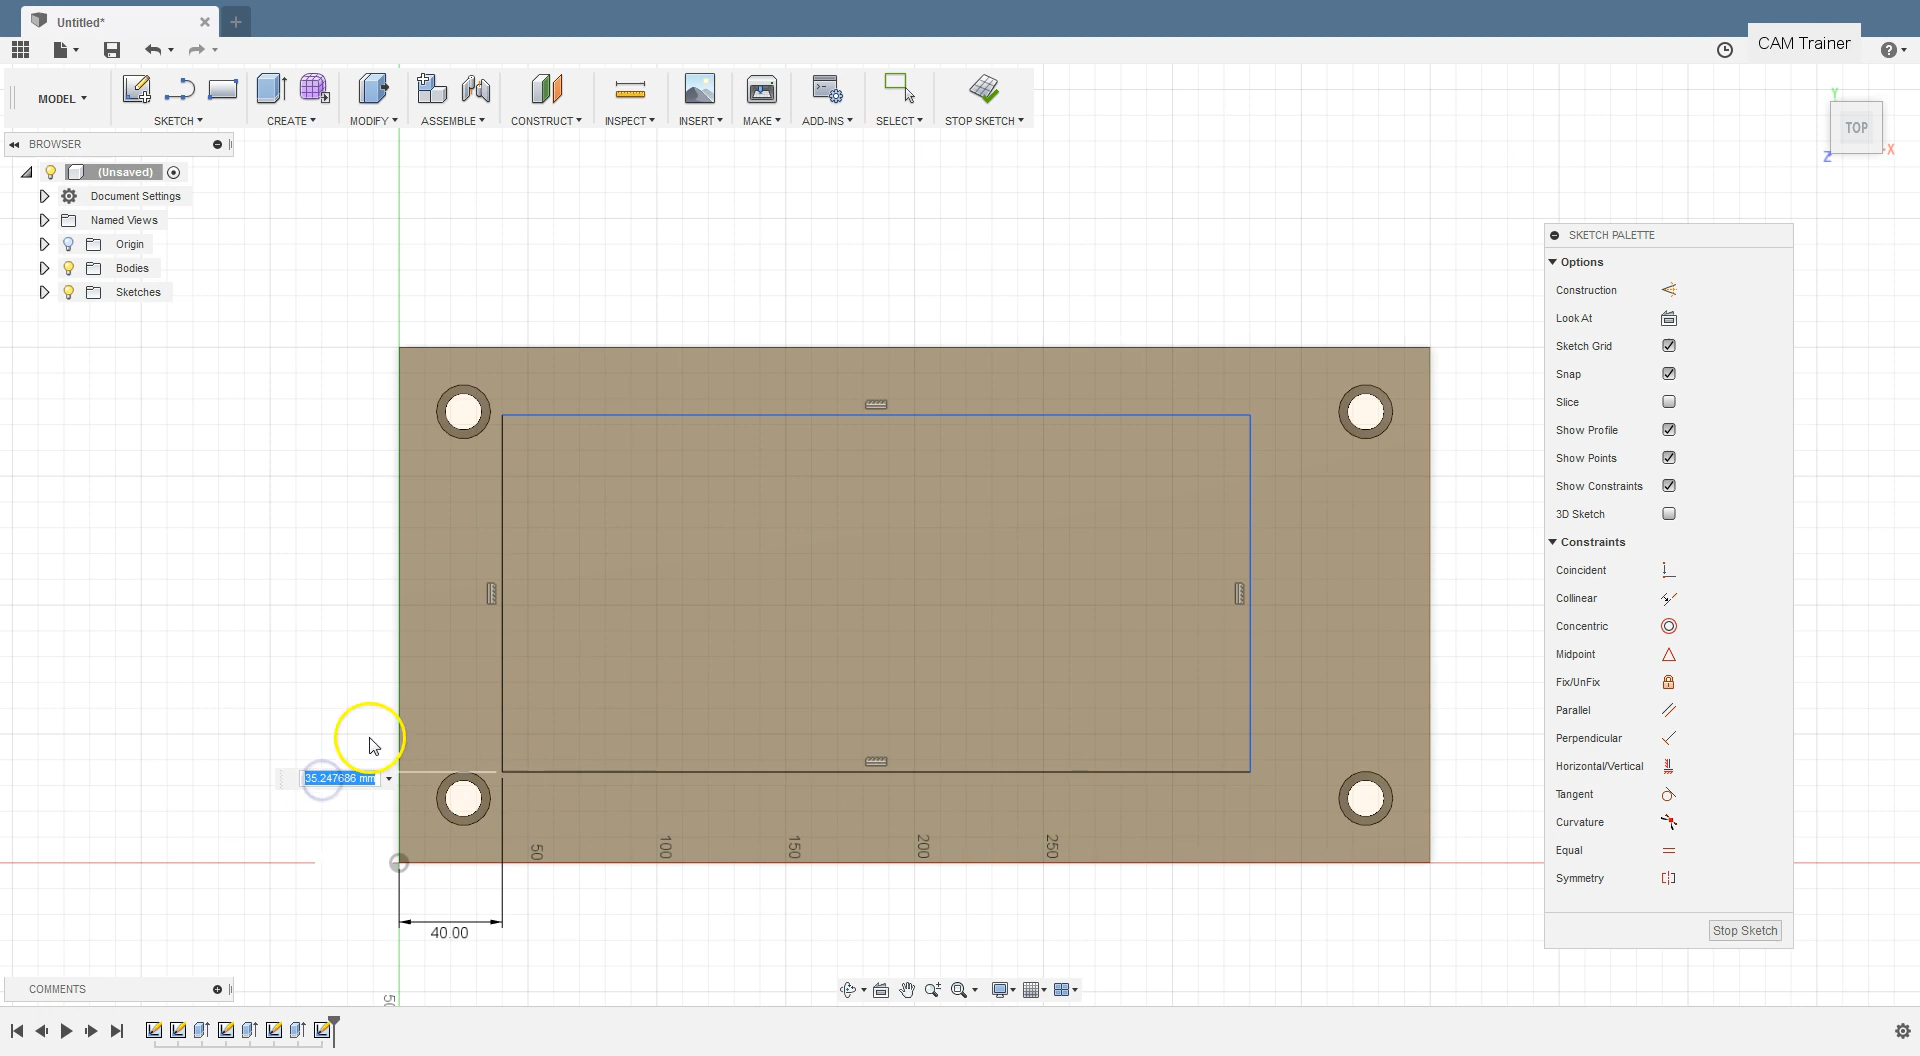 Untitled*
CAM Trainer
MODEL
SKETCH
CREATE
MODIFY
ASSEMBLE
CONSTRUCT
INSPECT
INSERT
MAKE
ADD-INS
SELECT
STOP SKETCH
Y
TOP
X
Z
BROWSER
(Unsaved)
Document Settings
Named Views
Origin
Bodies
Sketches
SKETCH PALETTE
Options
Construction
Look At
Sketch Grid
Snap
Slice
Show Profile
Show Points
Show Constraints
3D Sketch
Constraints
Coincident
Collinear
Concentric
Midpoint
Fix/UnFix
Parallel
Perpendicular
Horizontal/Vertical
Tangent
Curvature
Equal
Symmetry
Stop Sketch
35.247686 mm
50
100
150
200
250
40.00
COMMENTS